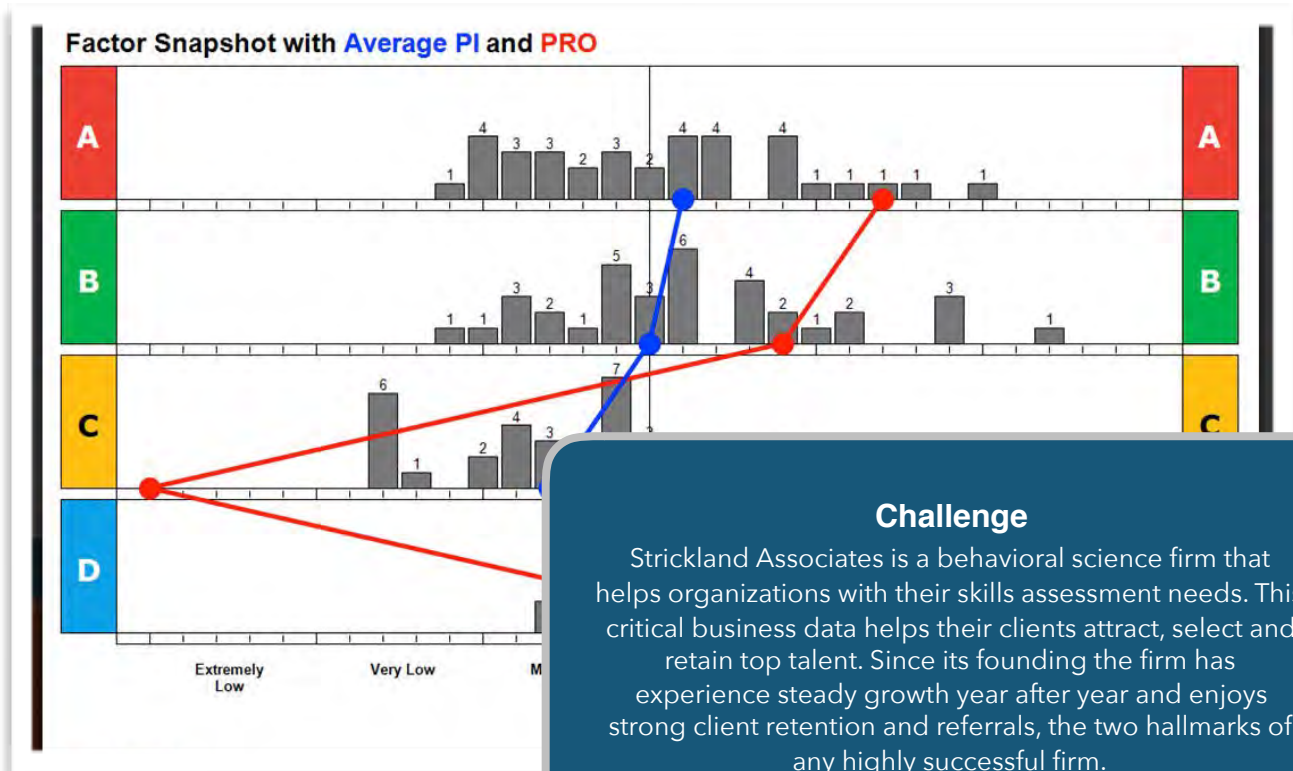 Factor Snapshot with Average PI and PRO
A
1 4 3 3 2 3 2 4 4 4 1 1 1 1 1
A
B
1 1 3 2 1 5 3 6 4 2 1 2 3 1
B
C
6 1 2 4 3 7
C
D
Extremely
Low
Very Low
Challenge
Strickland Associates is a behavioral science firm that
helps organizations with their skills assessment needs.
critical business data helps their clients attract, select and
retain top talent. Since its founding the firm has
experience steady growth year after year and enjoys
strong client retention and referrals, the two hallmarks of
any highly successful firm.